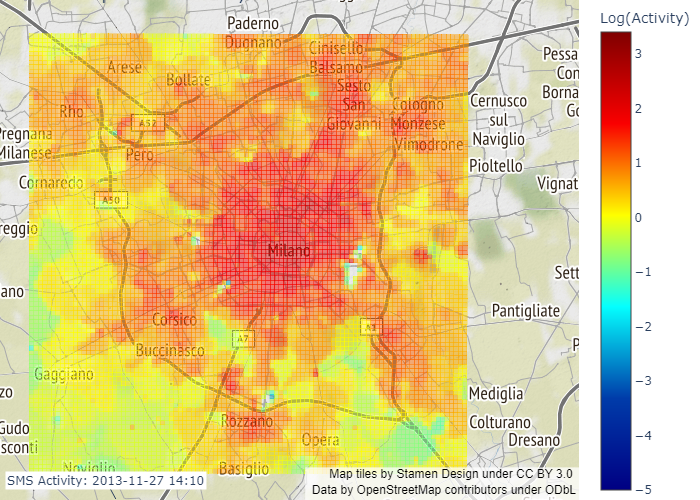 Log(Activity)
Paderno
Dugnano
Cinisello
Balsamo
Arese
Bollate
Sesto
San
Giovanni
Pessa
Con
Borna
Rho
A52
Cologno
Monzese
Vimodrone
Cernusco
sul
Naviglio
Pregnana
Milanese
Pero
Pioltello
Cornaredo
Vignat
A50
reggio
Milano
Sett
ano
Pantigliate
Corsico
A7
A1
Buccinasco
Gaggiano
zo
Mediglia
Rozzano
Colturano
Dresano
Gudo
sconti
Opera
Noviglio
Basiglio
SMS Activity: 2013-11-27 14:10
Map tiles by Stamen Design under CC BY 3.0
Data by OpenStreetMap contributors under ODbL
3
2
1
0
−1
−2
−3
−4
−5